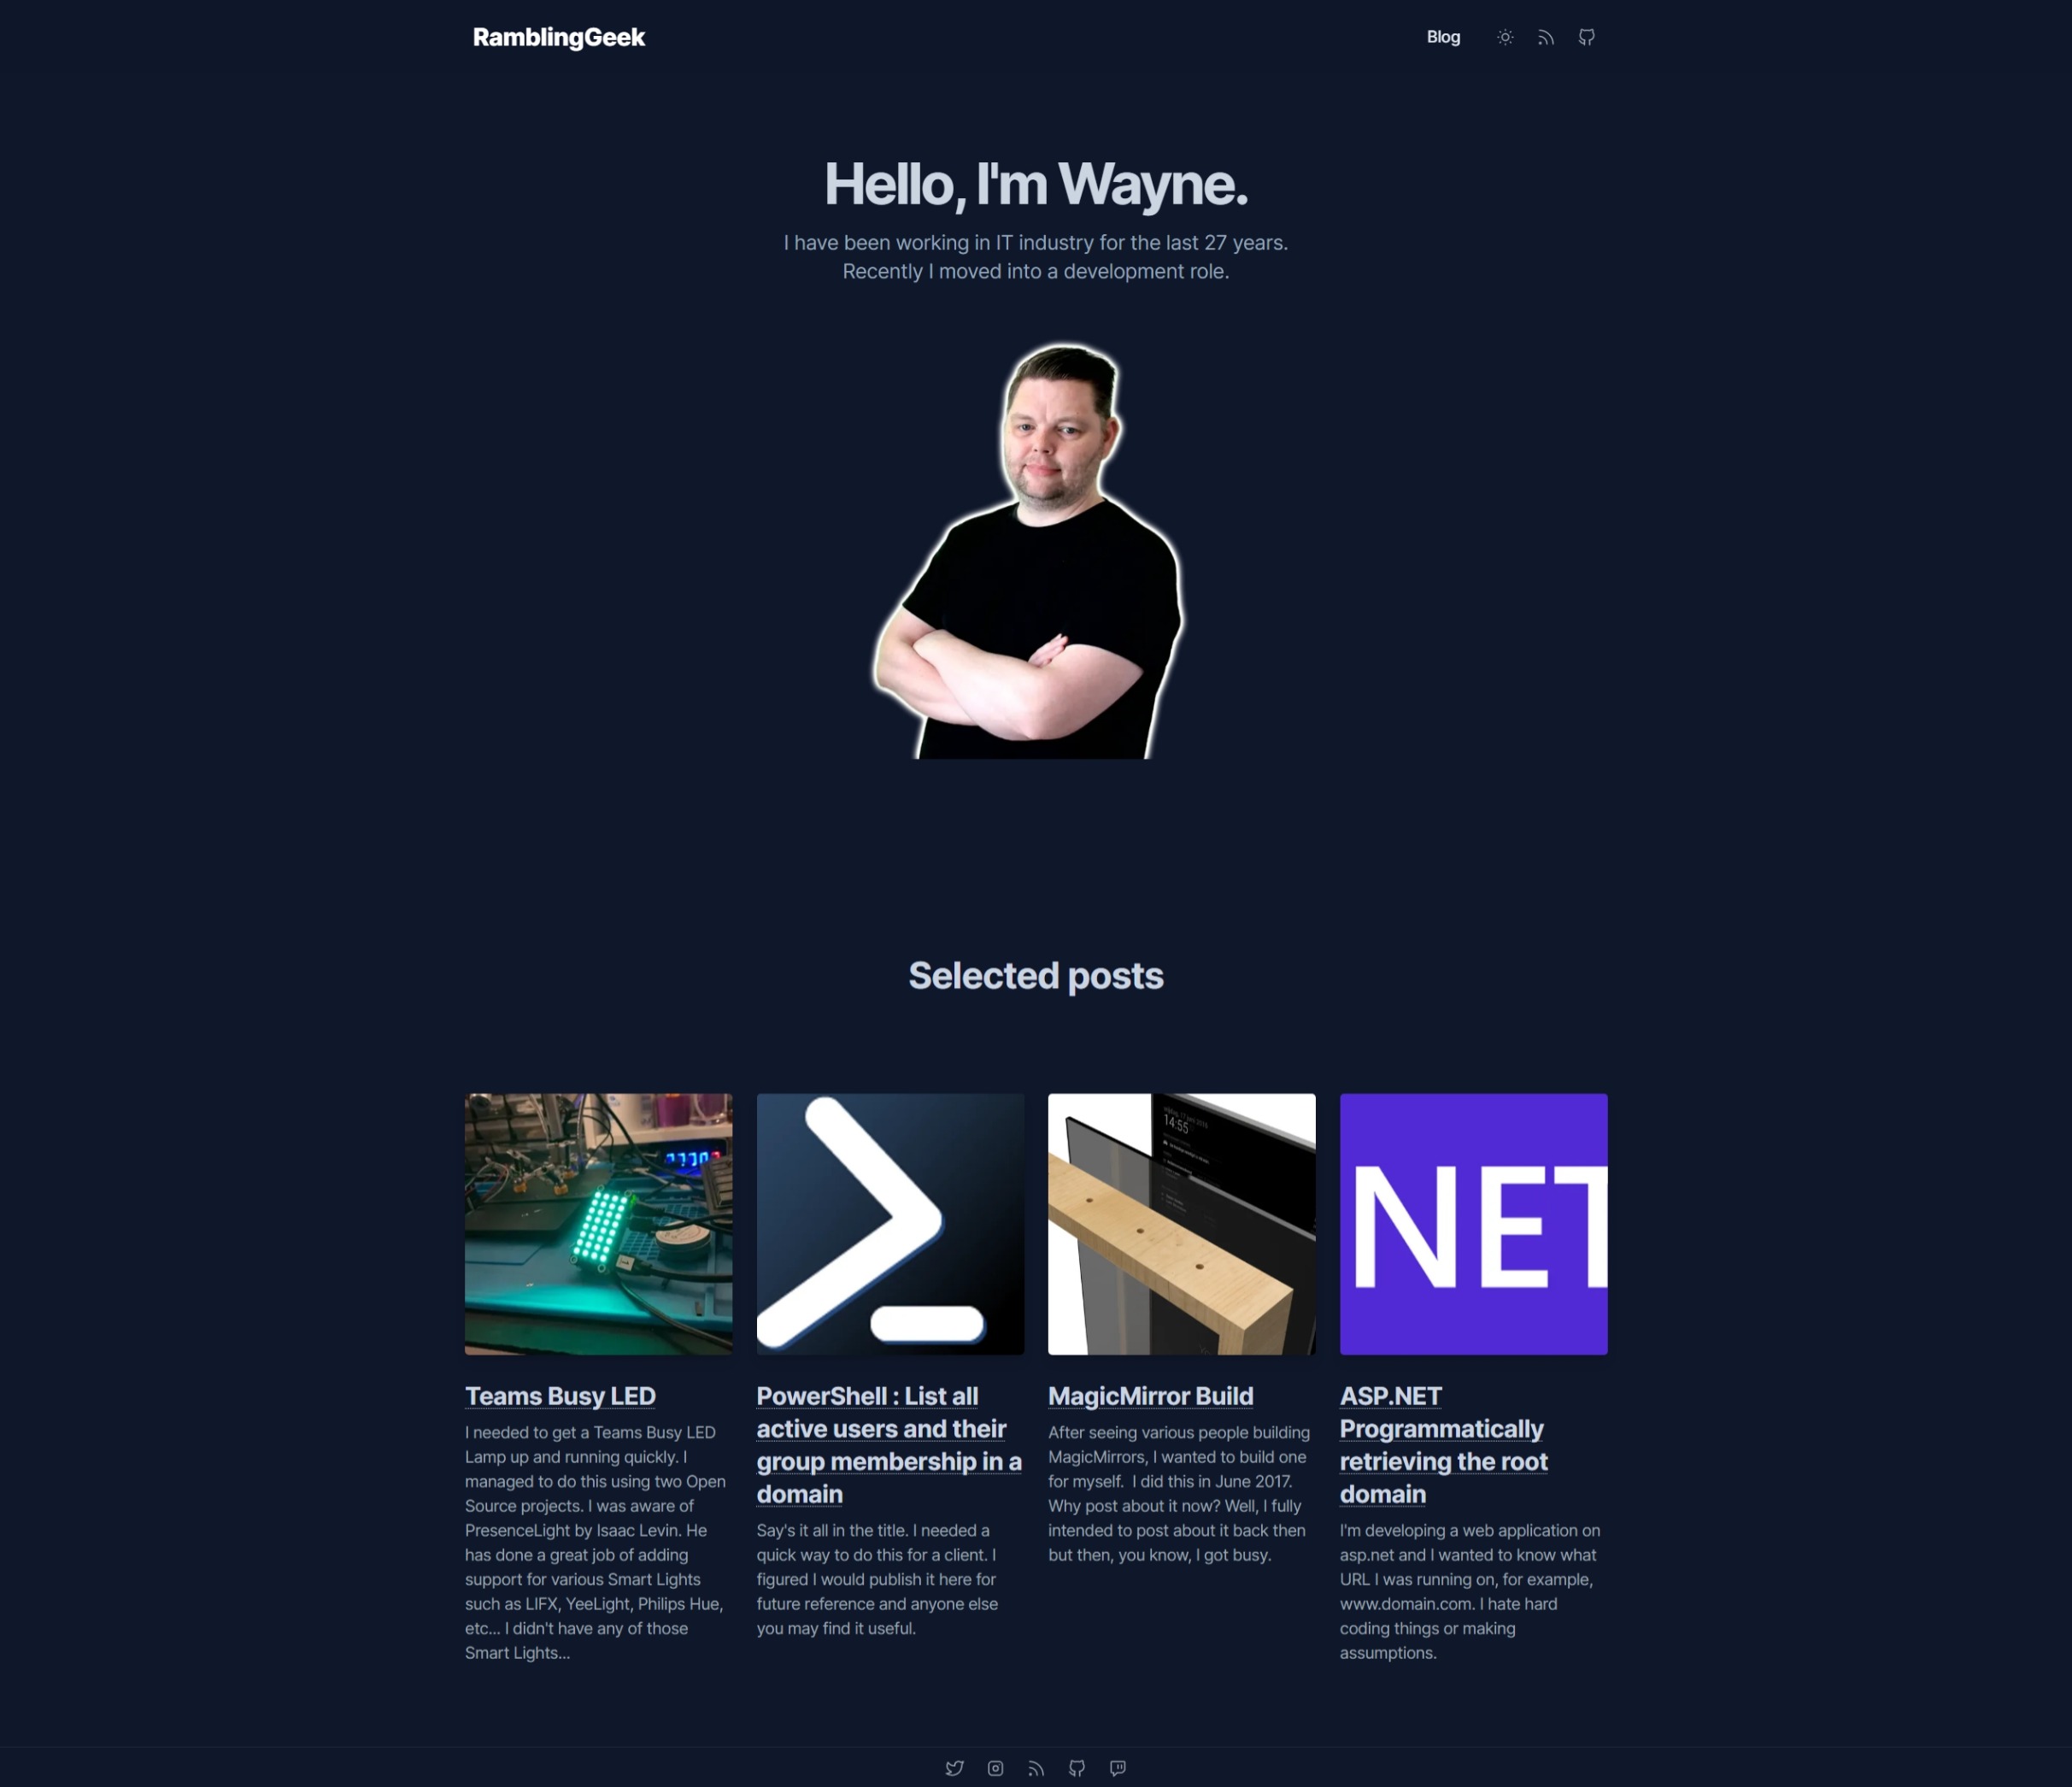 RamblingGeek
Blog
Hello, I'm Wayne.
I have been working in IT industry for the last 27 years.
Recently I moved into a development role.
Selected posts
14:55
NET
Teams Busy LED
I needed to get a Teams Busy LED
Lamp up and running quickly. I
managed to do this using two Open
Source projects. I was aware of
PresenceLight by Isaac Levin. He
has done a great job of adding
support for various Smart Lights
such as LIFX, YeeLight, Philips Hue,
etc... I didn't have any of those
Smart Lights...
PowerShell : List all
active users and their
group membership in a
domain
Say's it all in the title. I needed a
quick way to do this for a client. I
figured I would publish it here for
future reference and anyone else
you may find it useful.
MagicMirror Build
After seeing various people building
MagicMirrors, I wanted to build one
for myself.  I did this in June 2017.
Why post about it now? Well, I fully
intended to post about it back then
but then, you know, I got busy.
ASP.NET
Programmatically
retrieving the root
domain
I'm developing a web application on
asp.net and I wanted to know what
URL I was running on, for example,
www.domain.com. I hate hard
coding things or making
assumptions.